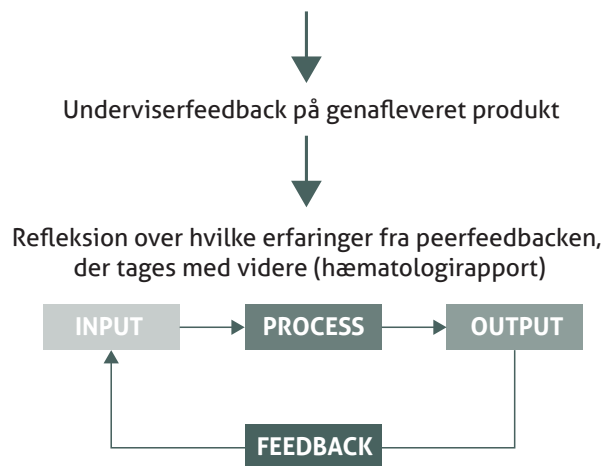 Underviserfeedback på genafleveret produkt
Refleksion over hvilke erfaringer fra peerfeedbacken,
der tages med videre (hæmatologirapport)
INPUT
PROCESS
OUTPUT
FEEDBACK